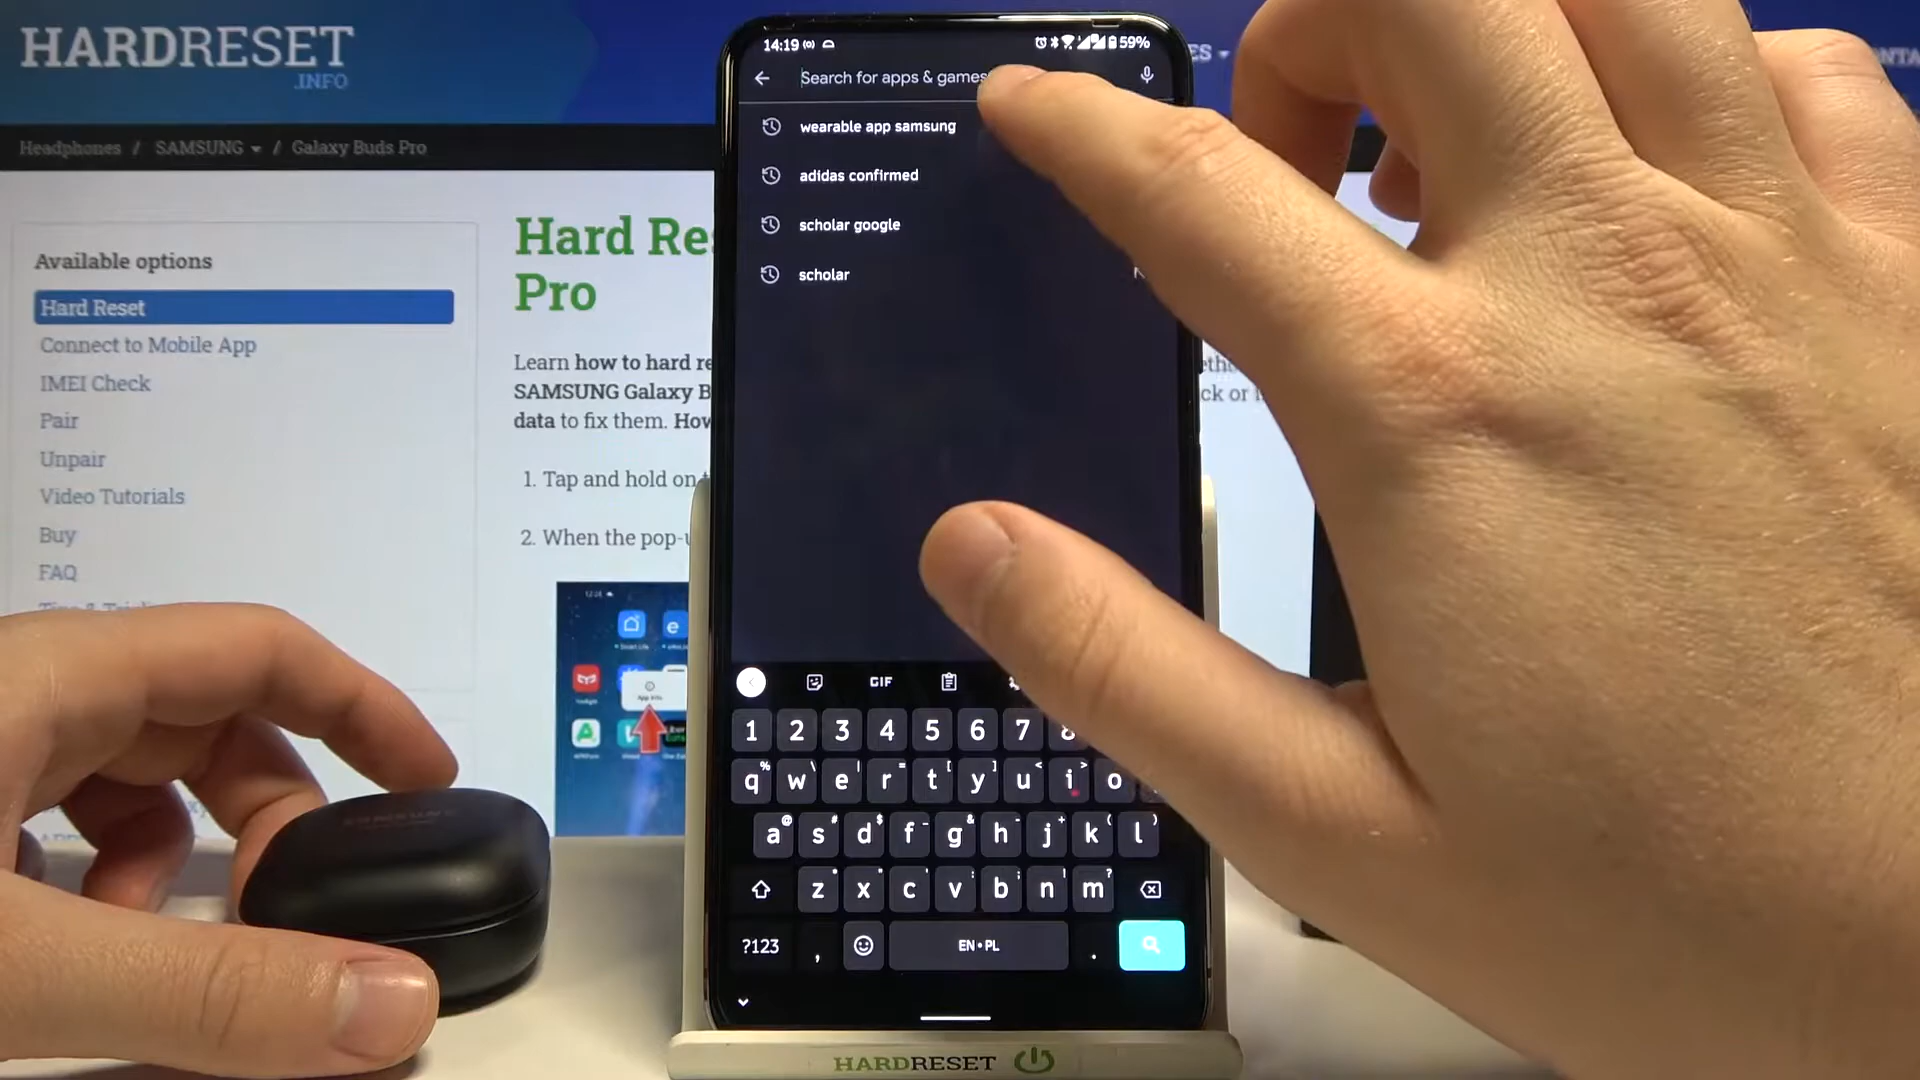 HARDRESET
.INFO
Headphones / SAMSUNG / Galaxy Buds Pro
Available options
Hard Reset
Connect to Mobile App
IMEI Check
Pair
Unpair
Video Tutorials
Buy
FAQ
Hard Re
Pro
Learn how to hard re
SAMSUNG Galaxy B
data to fix them. How
1. Tap and hold on
2. When the pop-u
14:19
59%
Search for apps & games
wearable app samsung
adidas confirmed
scholar google
scholar
GIF
1 2 3 4 5 6 7 8
q w e r t y u i o
a s d f g h j k l
z x c v b n m
?123 , EN • PL .
HARDRESET